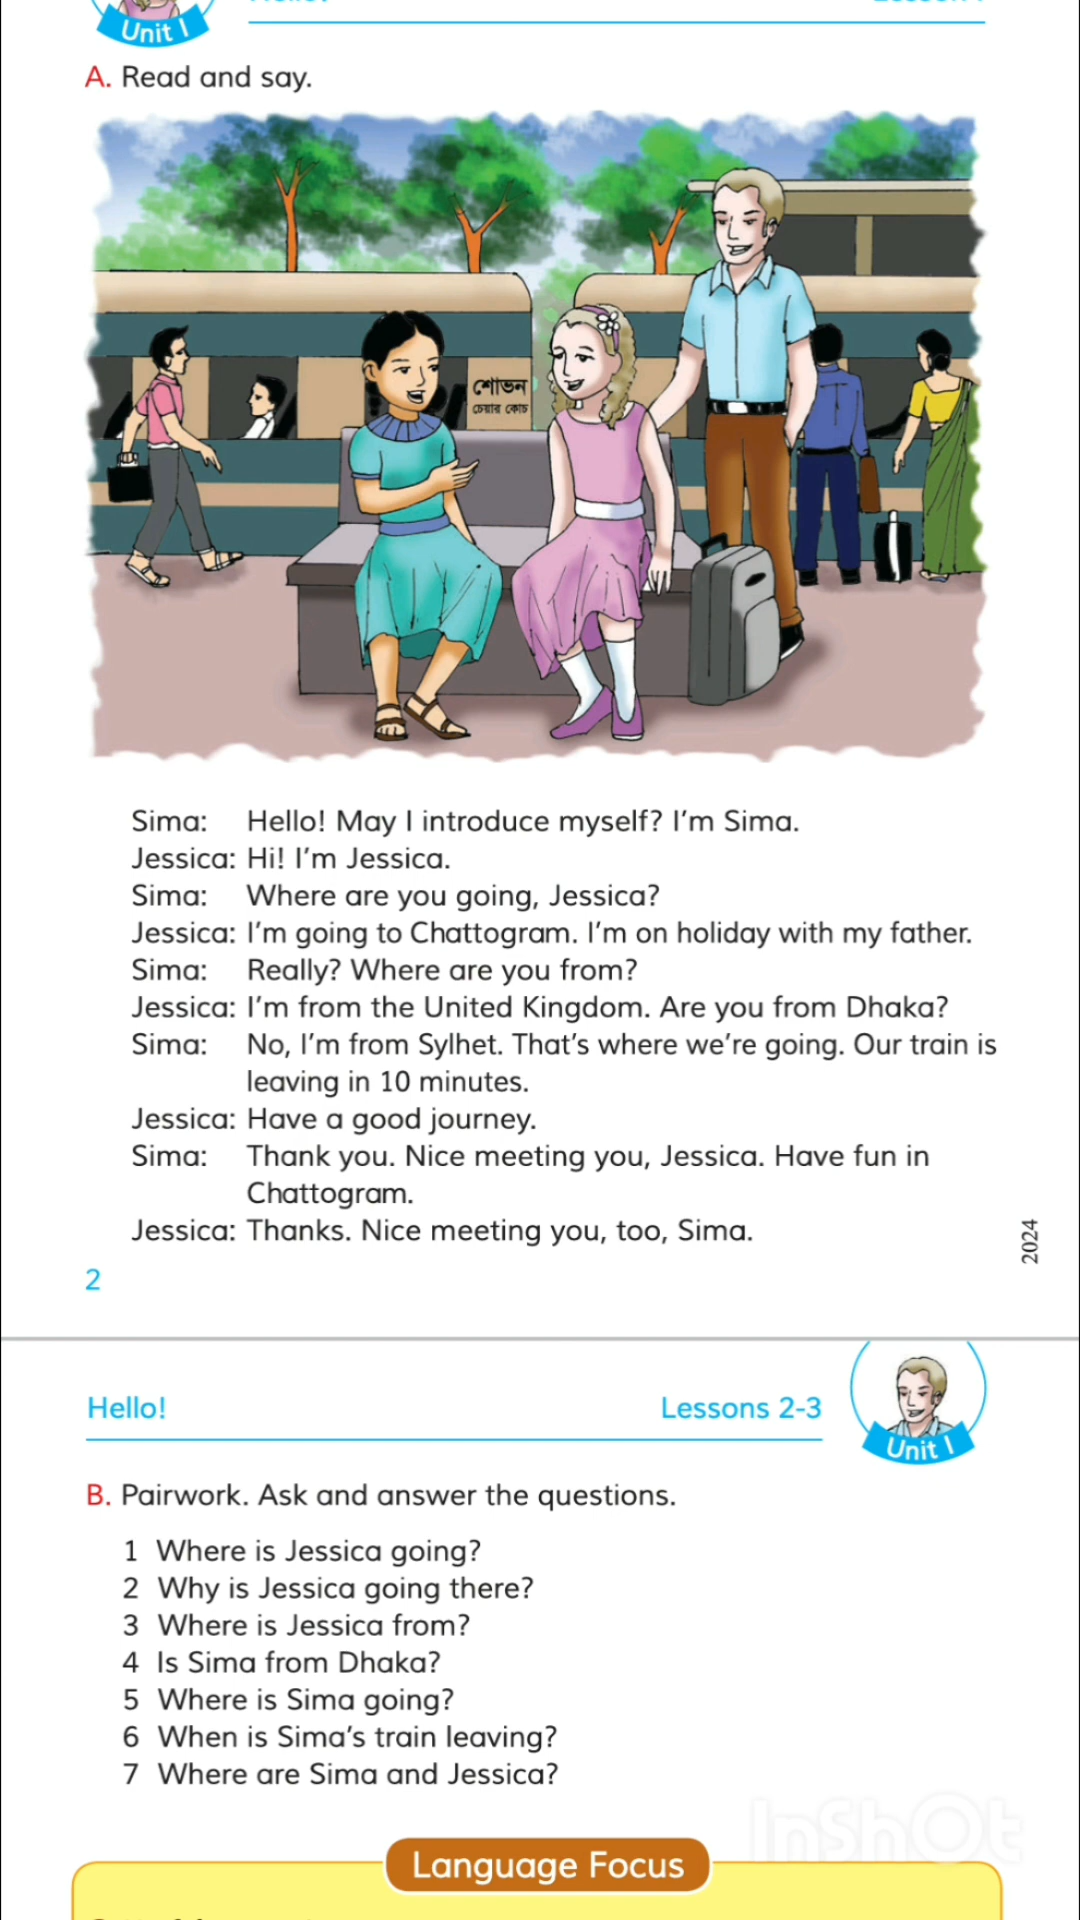 Unit 1
A. Read and say.
শোভন
চেয়ার কোচ
Sima: Hello! May I introduce myself? I'm Sima.
Jessica: Hi! I'm Jessica.
Sima: Where are you going, Jessica?
Jessica: I'm going to Chattogram. I'm on holiday with my father.
Sima: Really? Where are you from?
Jessica: I'm from the United Kingdom. Are you from Dhaka?
Sima: No, I'm from Sylhet. That's where we're going. Our train is
leaving in 10 minutes.
Jessica: Have a good journey.
Sima: Thank you. Nice meeting you, Jessica. Have fun in
Chattogram.
Jessica: Thanks. Nice meeting you, too, Sima.
2024
2
Hello!
Lessons 2-3
Unit 1
B. Pairwork. Ask and answer the questions.
1 Where is Jessica going?
2 Why is Jessica going there?
3 Where is Jessica from?
4 Is Sima from Dhaka?
5 Where is Sima going?
6 When is Sima's train leaving?
7 Where are Sima and Jessica?
InShOt
Language Focus